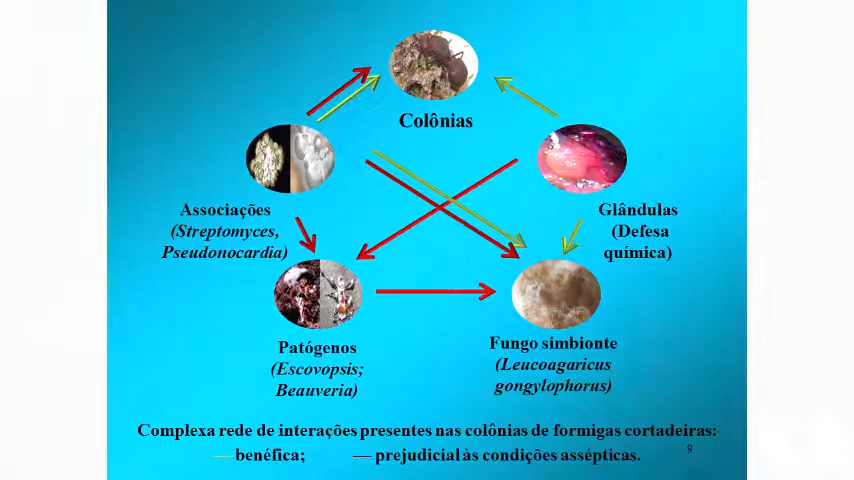 Colônias
Associações
(Streptomyces,
Pseudonocardia)
Glândulas
(Defesa
química)
Patógenos
(Escovopsis;
Beauveria)
Fungo simbionte
(Leucoagaricus
gongylophorus)
Complexa rede de interações presentes nas colônias de formigas cortadeiras:
— benéfica; — prejudicial às condições assépticas.
9